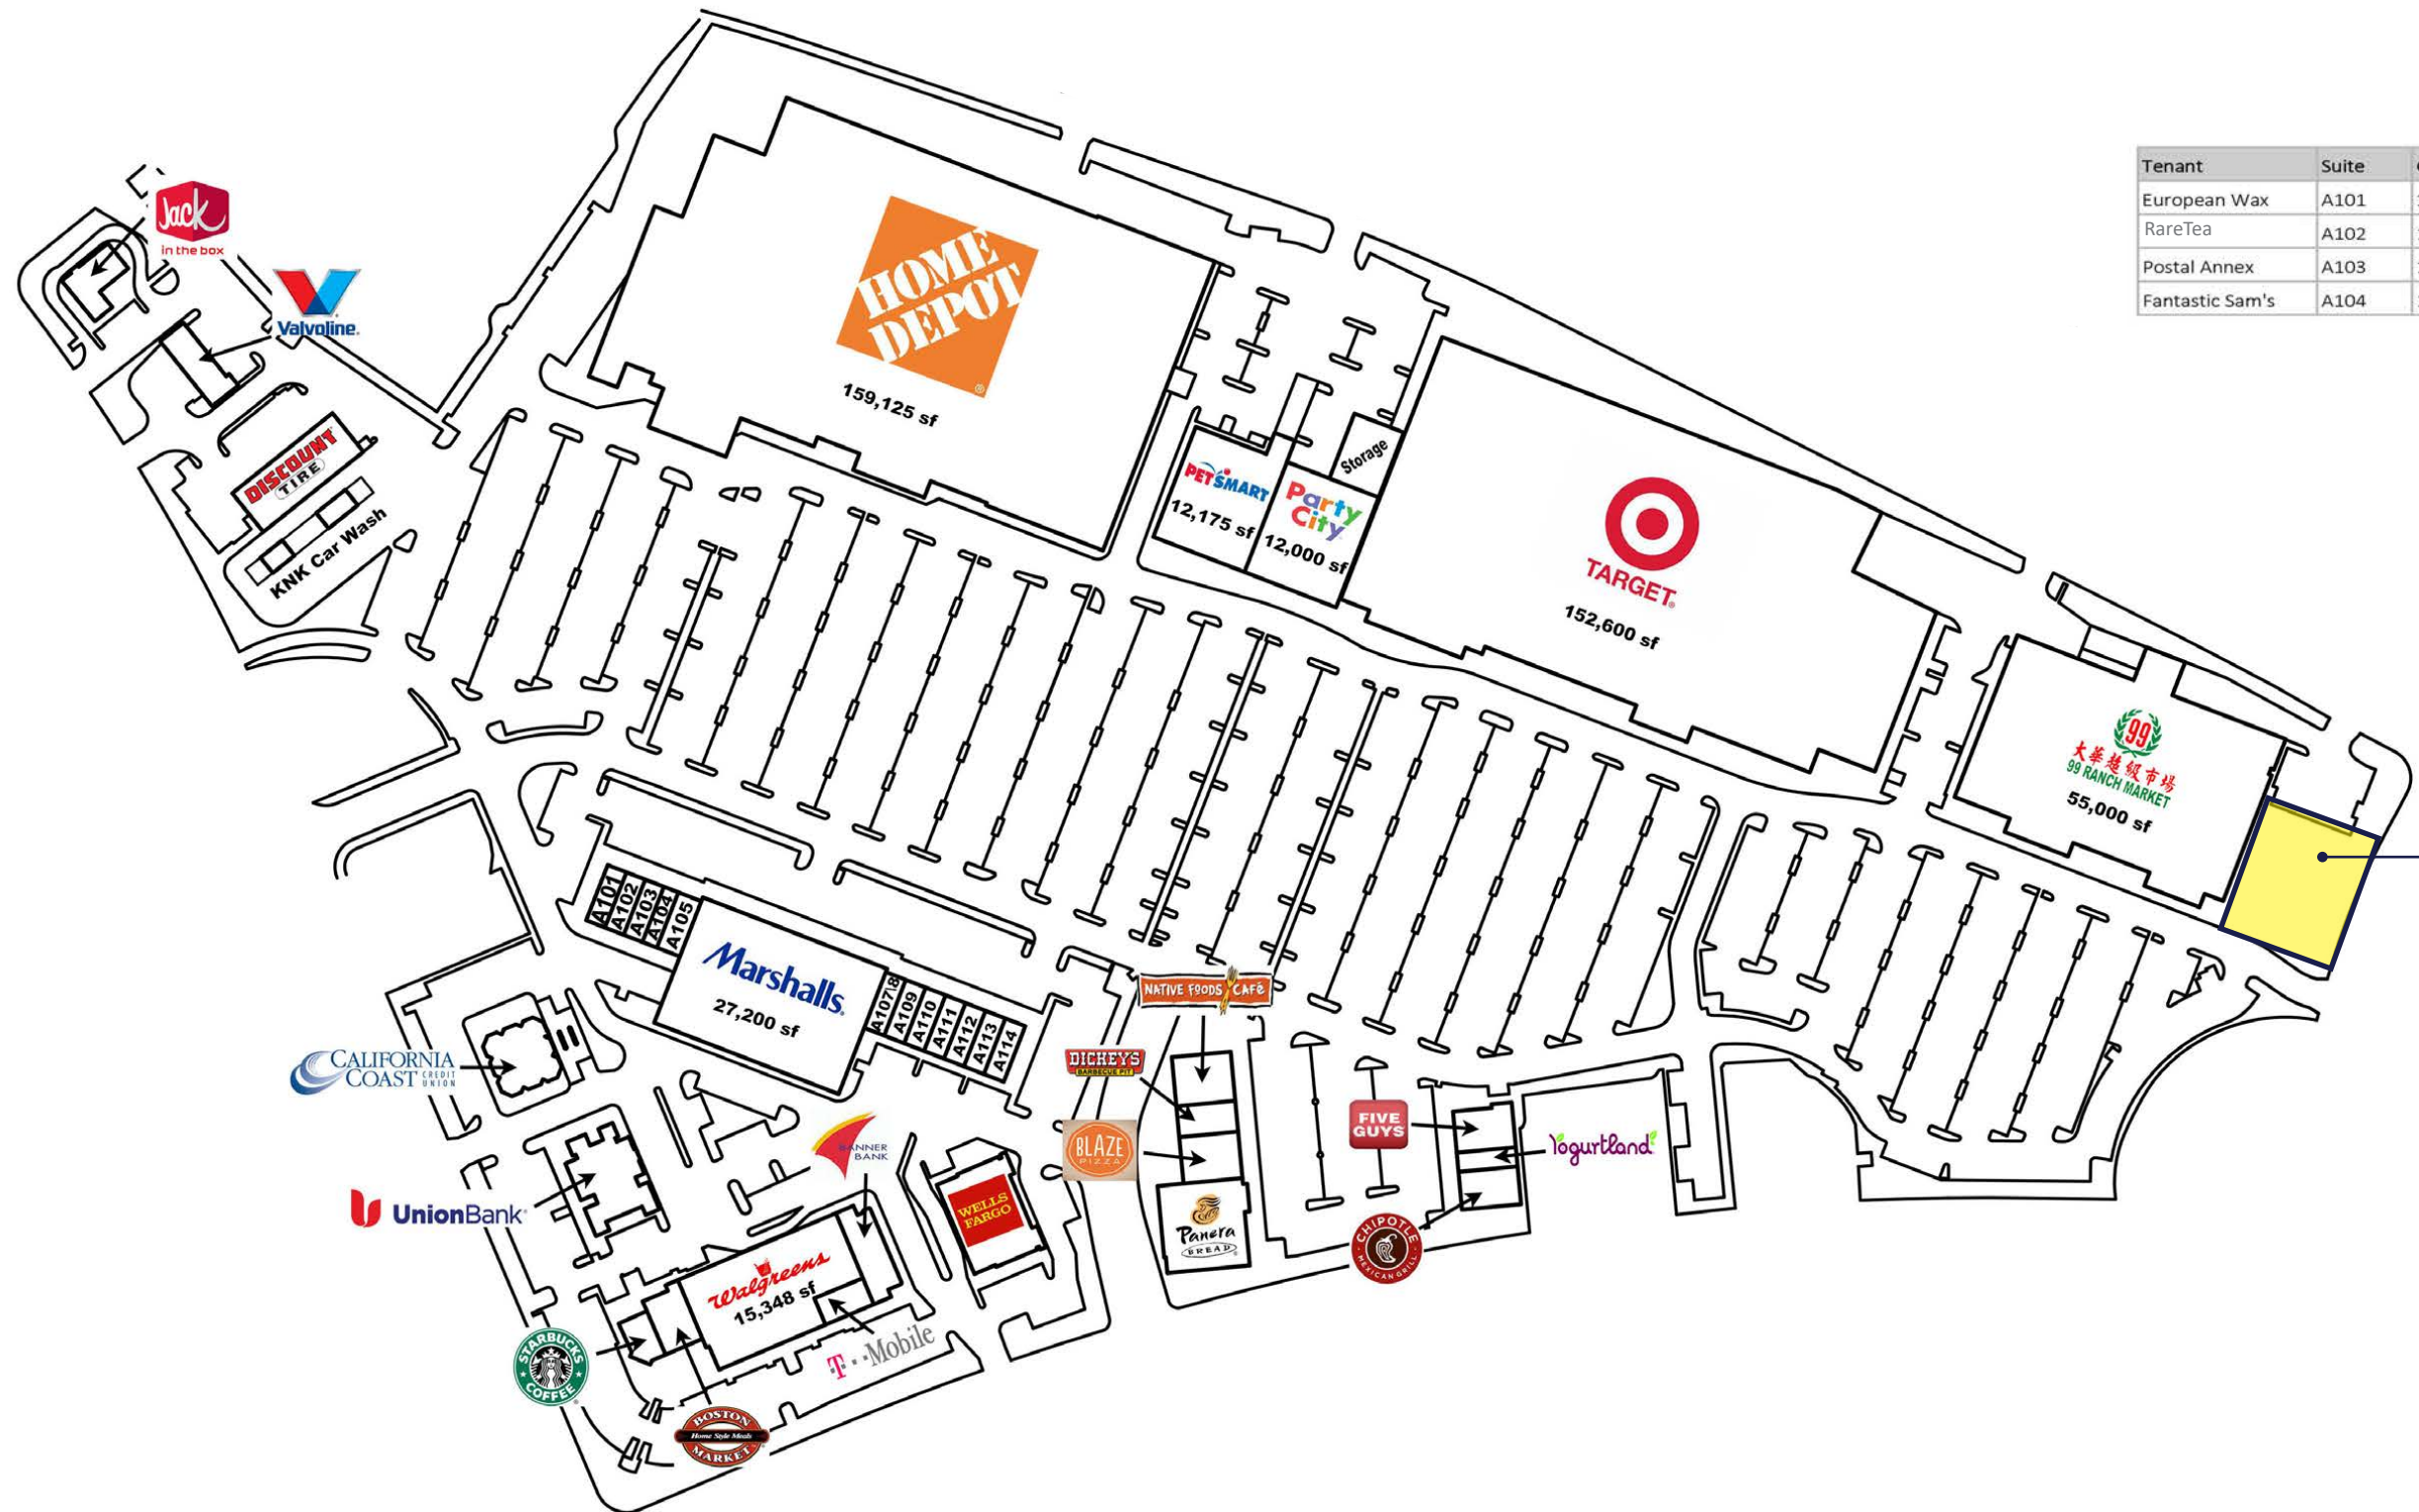 Jack
in the box
Valvoline
DISCOUNT
TIRE
KNK Car Wash
HOME
DEPOT
159,125 sf
PETSMART
12,175 sf
Party
City
12,000 sf
Storage
TARGET
152,600 sf
Tenant Suite
European Wax A101
RareTea A102
Postal Annex A103
Fantastic Sam's A104
99
大華超級市場
99 RANCH MARKET
55,000 sf
A101
A102
A103
A104
A105
Marshalls
27,200 sf
A107\8
A109
A110
A111
A112
A113
A114
NATIVE FOODS CAFé
DICKEY'S
BARBECUE PIT
BLAZE
PIZZA
Panera
BREAD
FIVE
GUYS
Yogurtland
CHIPOTLE
MEXICAN GRILL
CALIFORNIA
COAST CREDIT
UNION
UnionBank
BANNER
BANK
WELLS
FARGO
Walgreens
15,348 sf
T··Mobile
STARBUCKS
COFFEE
BOSTON
Home Style Meals
MARKET